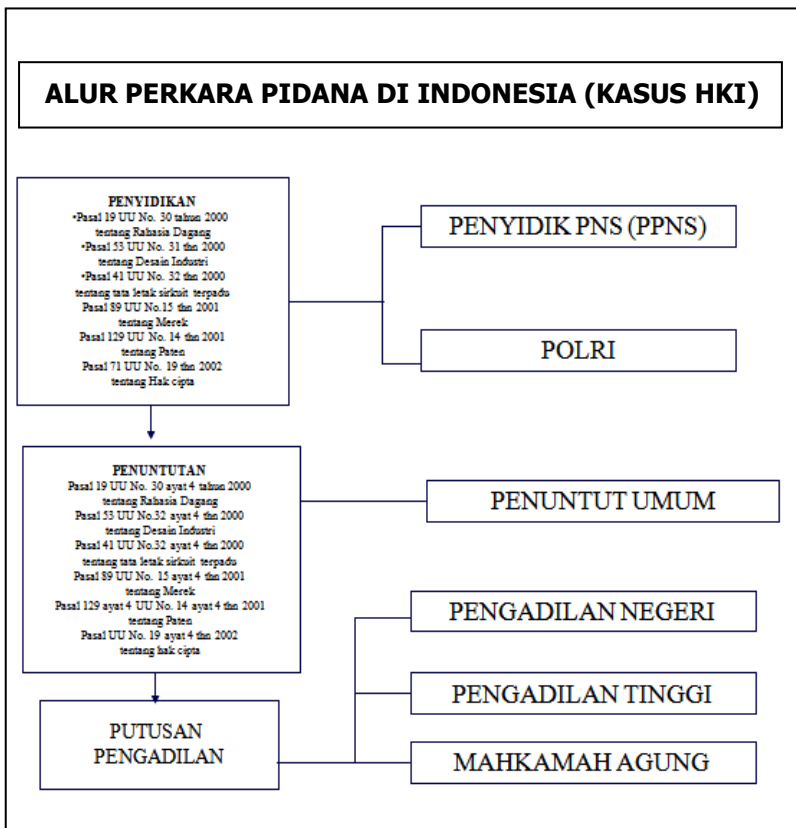 ALUR PERKARA PIDANA DI INDONESIA (KASUS HKI)
PENYIDIKAN
•Pasal 19 UU No. 30 tahun 2000
tentang Rahasia Dagang
•Pasal 53 UU No. 31 thn 2000
tentang Desain Industri
•Pasal 41 UU No. 32 thn 2000
tentang tata letak sirkuit terpadu
Pasal 89 UU No.15 thn 2001
tentang Merek
Pasal 129 UU No. 14 thn 2001
tentang Paten
Pasal 71 UU No. 19 thn 2002
tentang Hak cipta
PENYIDIK PNS (PPNS)
POLRI
PENUNTUTAN
Pasal 19 UU No. 30 ayat 4 tahun 2000
tentang Rahasia Dagang
Pasal 53 UU No.32 ayat 4 thn 2000
tentang Desain Industri
Pasal 41 UU No.32 ayat 4 thn 2000
tentang tata letak sirkuit terpadu
Pasal 89 UU No. 15 ayat 4 thn 2001
tentang Merek
Pasal 129 ayat 4 UU No. 14 ayat 4 thn 2001
tentang Paten
Pasal UU No. 19 ayat 4 thn 2002
tentang hak cipta
PENUNTUT UMUM
PUTUSAN
PENGADILAN
PENGADILAN NEGERI
PENGADILAN TINGGI
MAHKAMAH AGUNG